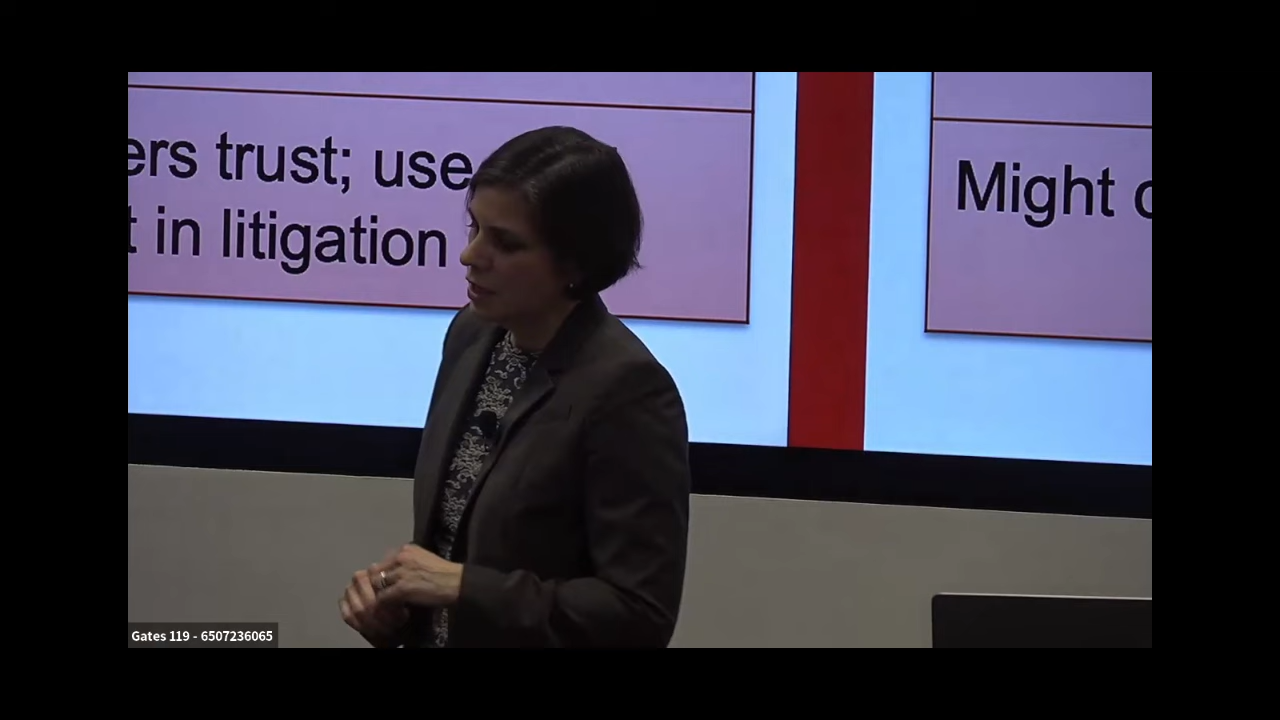 ers trust; use
t in litigation
Might
Gates 119 - 6507236065